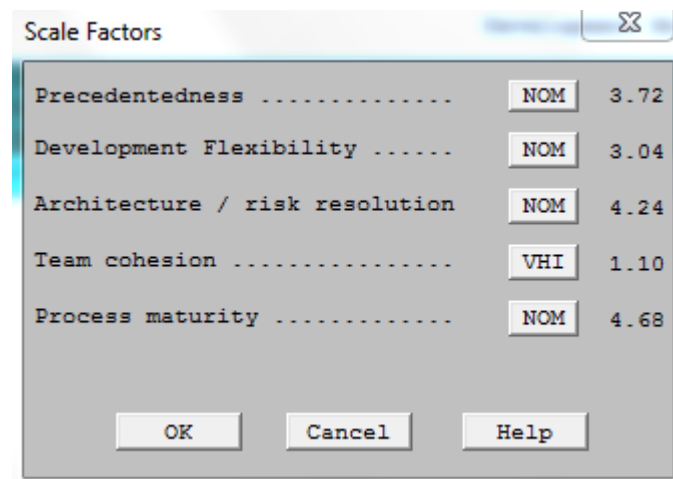 Scale Factors
Precedentedness .............. NOM 3.72
Development Flexibility ...... NOM 3.04
Architecture / risk resolution NOM 4.24
Team cohesion ................ VHI 1.10
Process maturity ............. NOM 4.68
OK Cancel Help